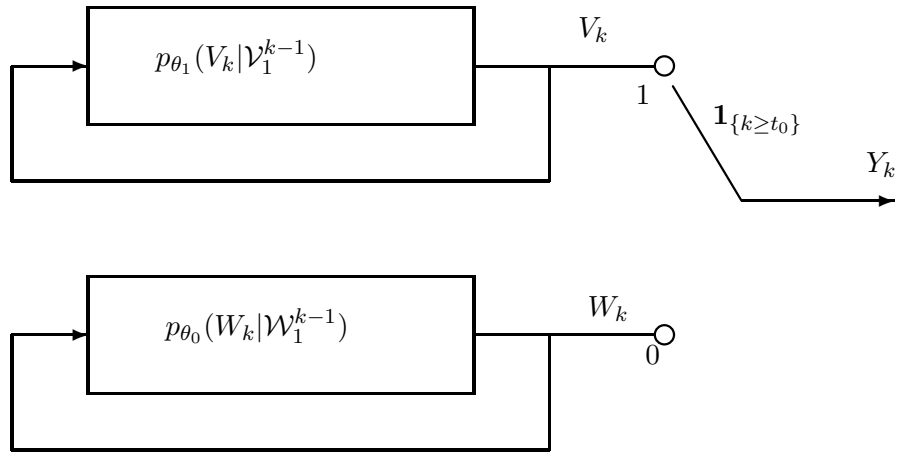 V_k
p_{θ_1}(V_k|𝒱_1^{k−1})
1
𝟏_{{k≥t_0}}
Y_k
W_k
p_{θ_0}(W_k|𝒲_1^{k−1})
0